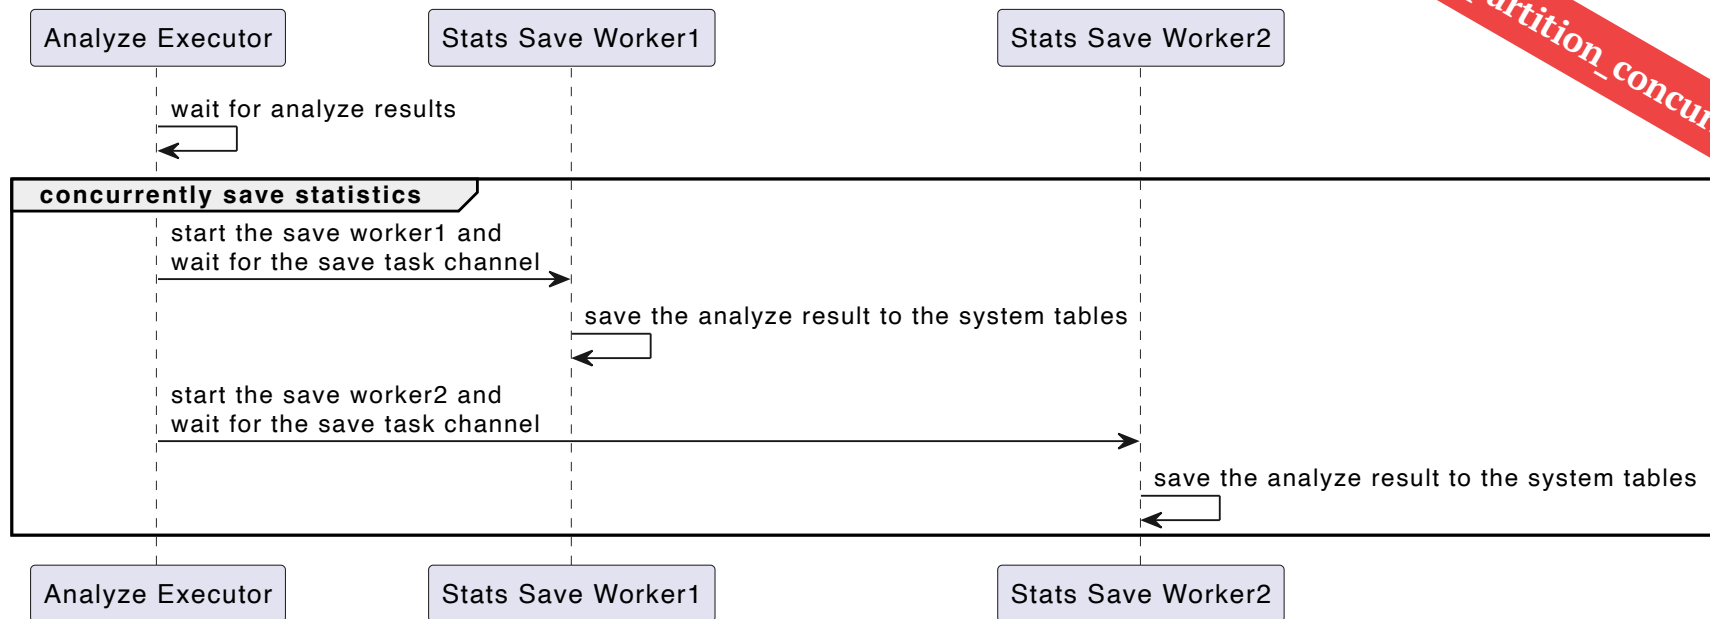 Analyze Executor
Stats Save Worker1
Stats Save Worker2
wait for analyze results
concurrently save statistics
start the save worker1 and
wait for the save task channel
save the analyze result to the system tables
start the save worker2 and
wait for the save task channel
save the analyze result to the system tables
Analyze Executor
Stats Save Worker1
Stats Save Worker2